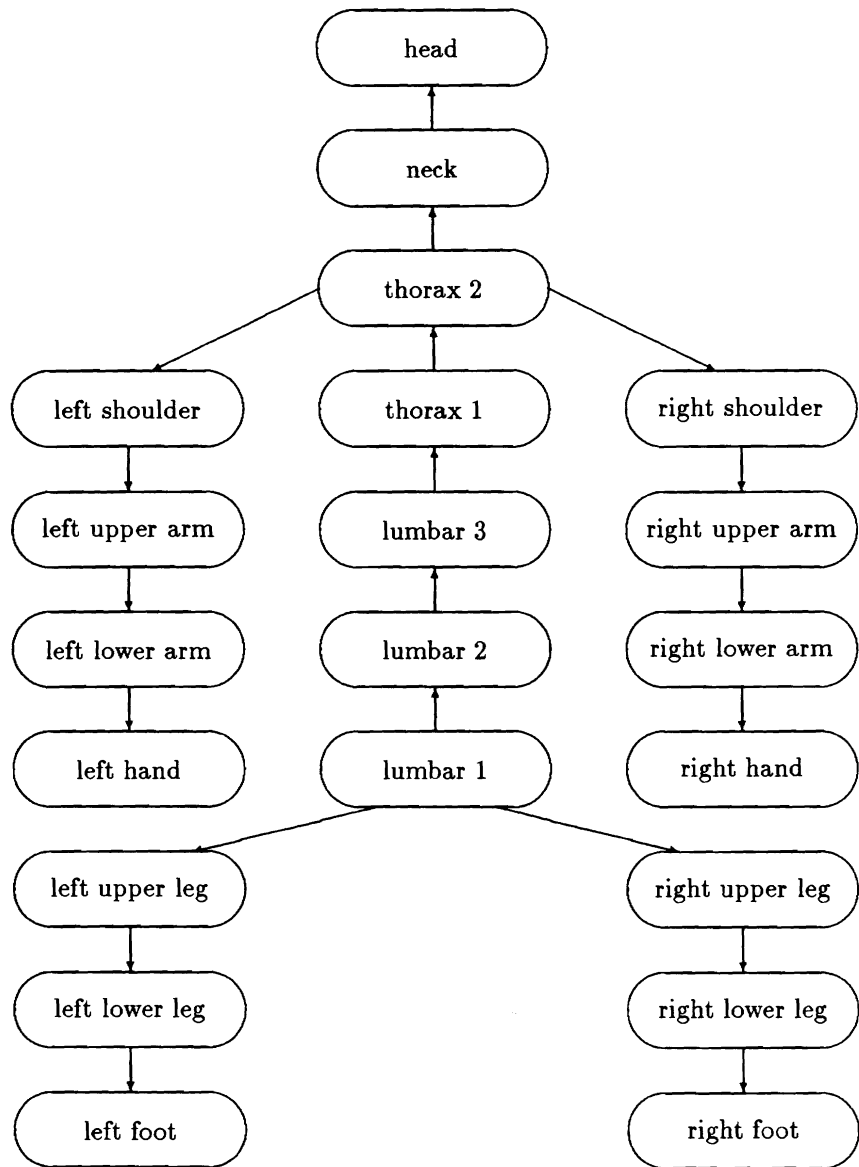 head
neck
thorax 2
left shoulder
thorax 1
right shoulder
left upper arm
lumbar 3
right upper arm
left lower arm
lumbar 2
right lower arm
left hand
lumbar 1
right hand
left upper leg
right upper leg
left lower leg
right lower leg
left foot
right foot